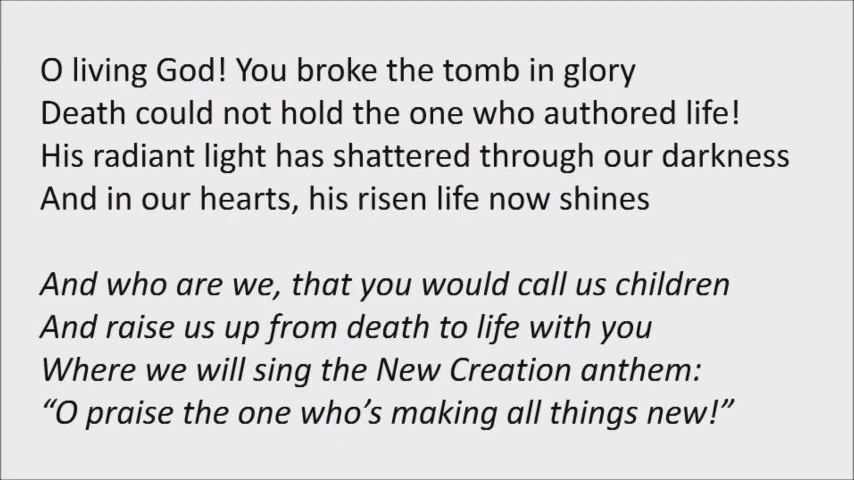 O living God! You broke the tomb in glory
Death could not hold the one who authored life!
His radiant light has shattered through our darkness
And in our hearts, his risen life now shines
And who are we, that you would call us children
And raise us up from death to life with you
Where we will sing the New Creation anthem:
“O praise the one who’s making all things new!”